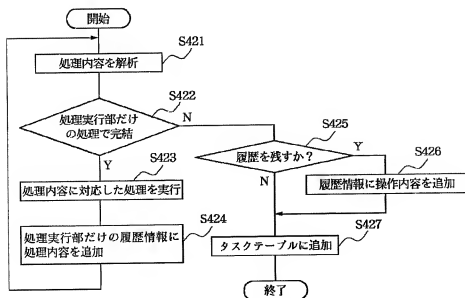 開始
S421
処理内容を解析
S422
処理実行部だけ
の処理で完結
N
Y
S423
処理内容に対応した処理を実行
S424
処理実行部だけの履歴情報に
処理内容を追加
S425
履歴を残すか?
Y
N
S426
履歴情報に操作内容を追加
S427
タスクテーブルに追加
終了